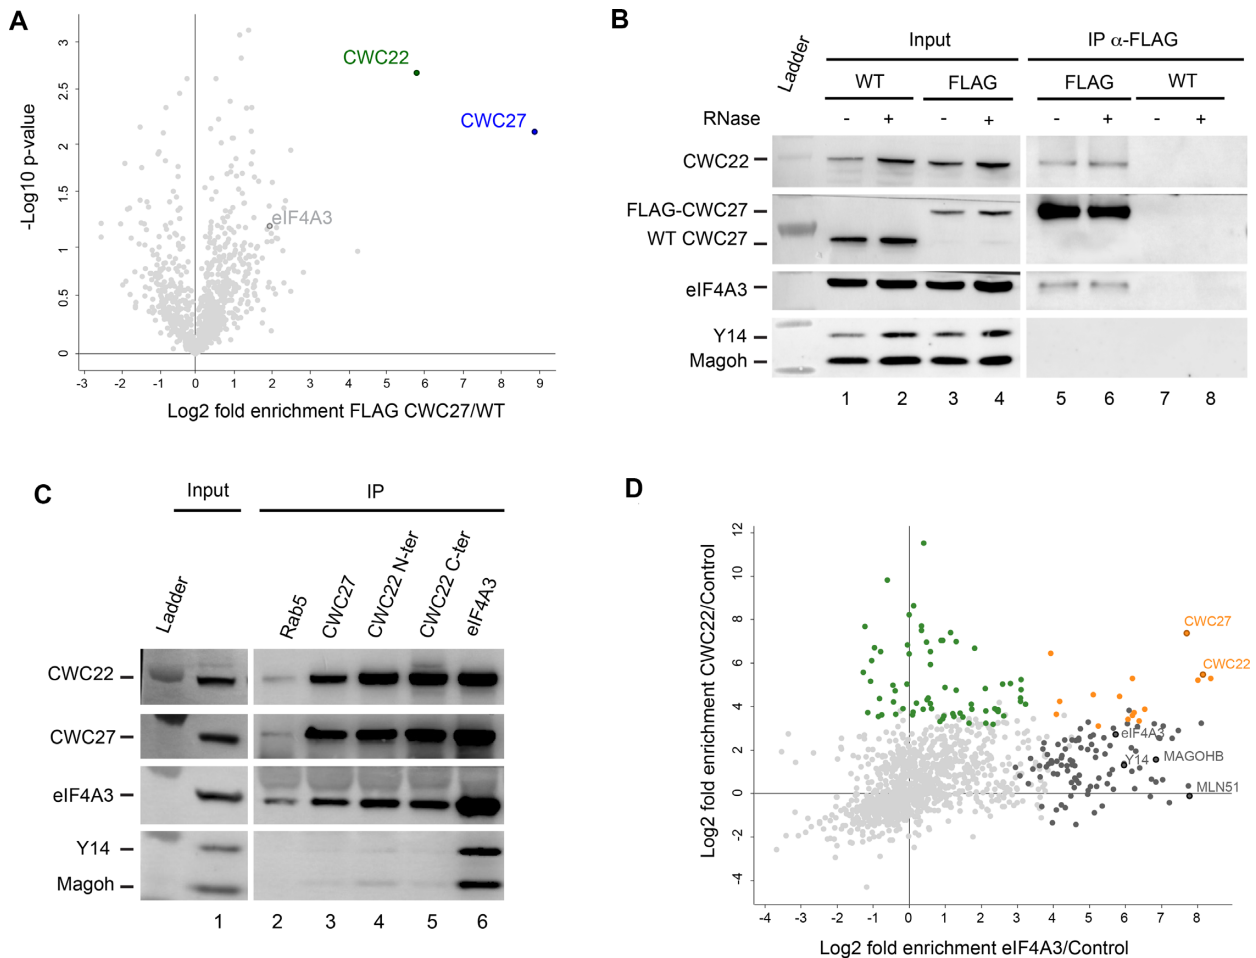 A
-Log10 p-value
3
2.5
2
1.5
1
0.5
0
CWC22
CWC27
eIF4A3
-3 -2 -1 0 1 2 3 4 5 6 7 8 9
Log2 fold enrichment FLAG CWC27/WT
B
Ladder
Input
IP α-FLAG
WT FLAG FLAG WT
RNase - + - + - + - +
CWC22
FLAG-CWC27
WT CWC27
eIF4A3
Y14
Magoh
1 2 3 4 5 6 7 8
C
Input IP
Ladder Rab5 CWC27 CWC22 N-ter CWC22 C-ter eIF4A3
CWC22
CWC27
eIF4A3
Y14
Magoh
1 2 3 4 5 6
D
Log2 fold enrichment CWC22/Control
12
10
8
6
4
2
0
-2
-4
CWC27
CWC22
eIF4A3
Y14
MAGOHB
MLN51
-4 -3 -2 -1 0 1 2 3 4 5 6 7 8
Log2 fold enrichment eIF4A3/Control